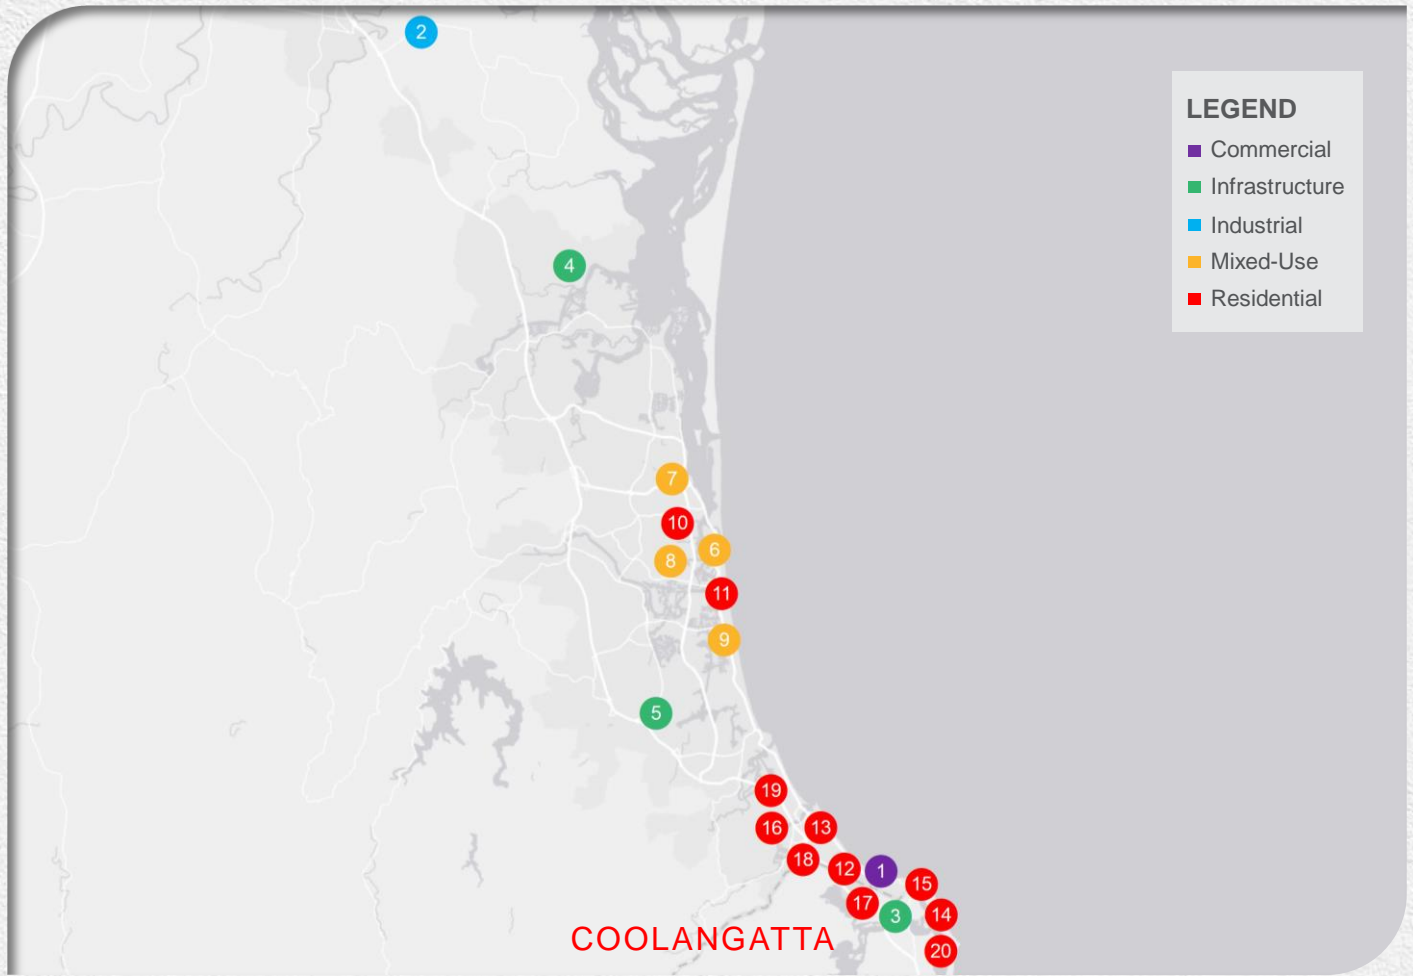 2
LEGEND
Commercial
Infrastructure
Industrial
Mixed-Use
Residential
4
7
10
6
8
11
9
5
19
16
13
18
12
1
15
17
3
14
COOLANGATTA
20